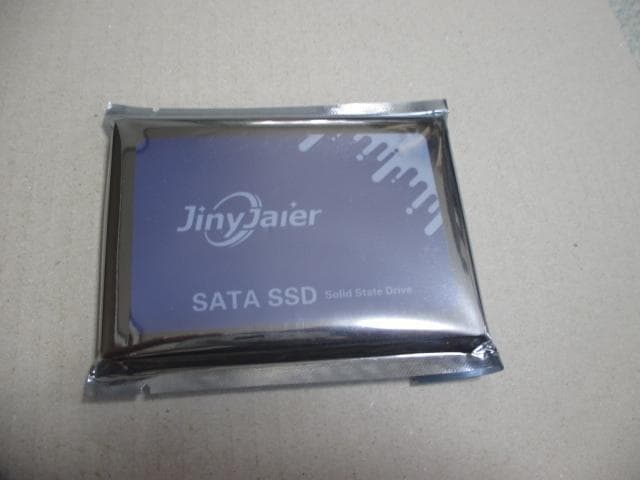 JinyJaier
SATA SSD Solid State Drive